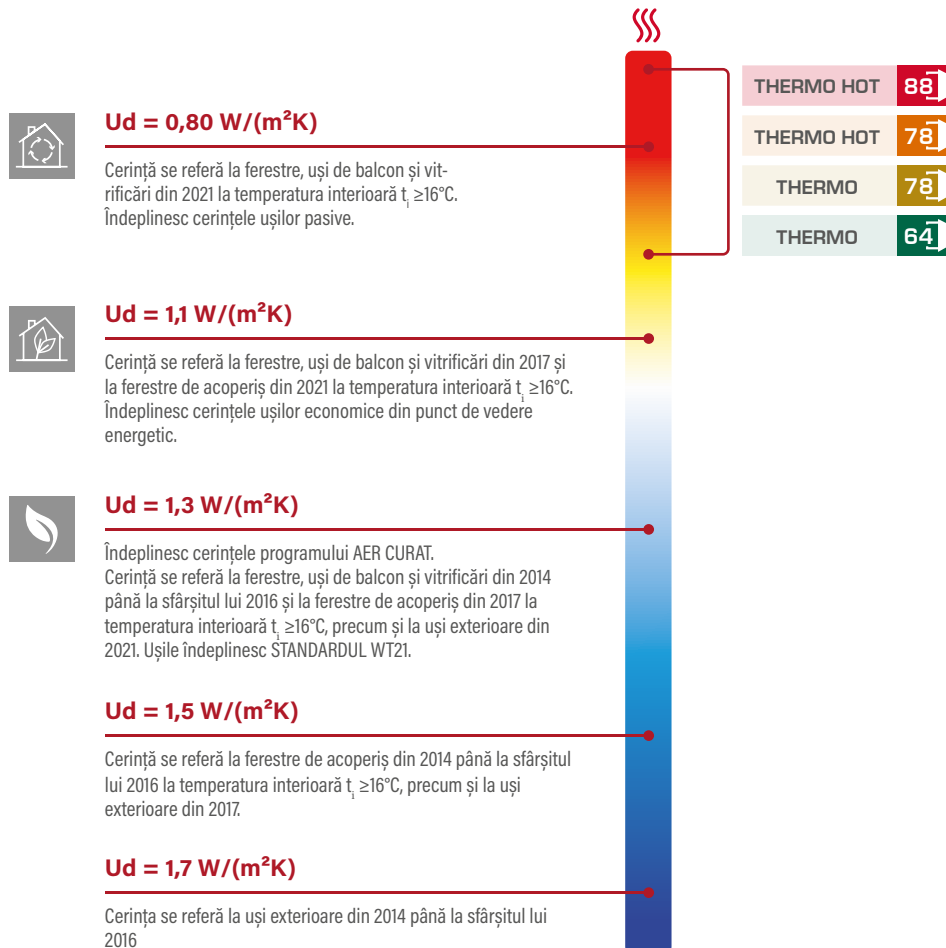 THERMO HOT 88
THERMO HOT 78
THERMO 78
THERMO 64
Ud = 0,80 W/(m²K)
Cerință se referă la ferestre, uși de balcon și vit-
rificări din 2021 la temperatura interioară tᵢ ≥16°C.
Îndeplinesc cerințele ușilor pasive.
Ud = 1,1 W/(m²K)
Cerință se referă la ferestre, uși de balcon și vitrificări din 2017 și
la ferestre de acoperiș din 2021 la temperatura interioară tᵢ ≥16°C.
Îndeplinesc cerințele ușilor economice din punct de vedere
energetic.
Ud = 1,3 W/(m²K)
Îndeplinesc cerințele programului AER CURAT.
Cerință se referă la ferestre, uși de balcon și vitrificări din 2014
până la sfârșitul lui 2016 și la ferestre de acoperiș din 2017 la
temperatura interioară tᵢ ≥16°C, precum și la uși exterioare din
2021. Ușile îndeplinesc STANDARDUL WT21.
Ud = 1,5 W/(m²K)
Cerință se referă la ferestre de acoperiș din 2014 până la sfârșitul
lui 2016 la temperatura interioară tᵢ ≥16°C, precum și la uși
exterioare din 2017.
Ud = 1,7 W/(m²K)
Cerința se referă la uși exterioare din 2014 până la sfârșitul lui
2016